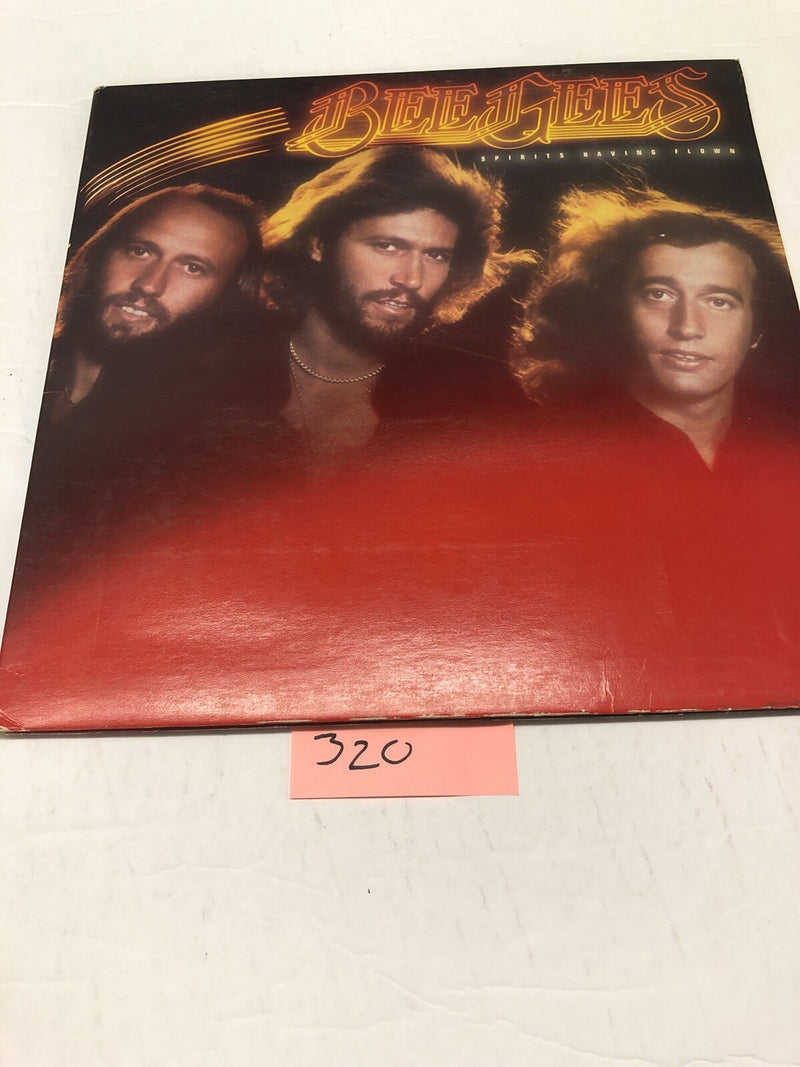 BEE GEES
SPIRITS HAVING FLOWN
320